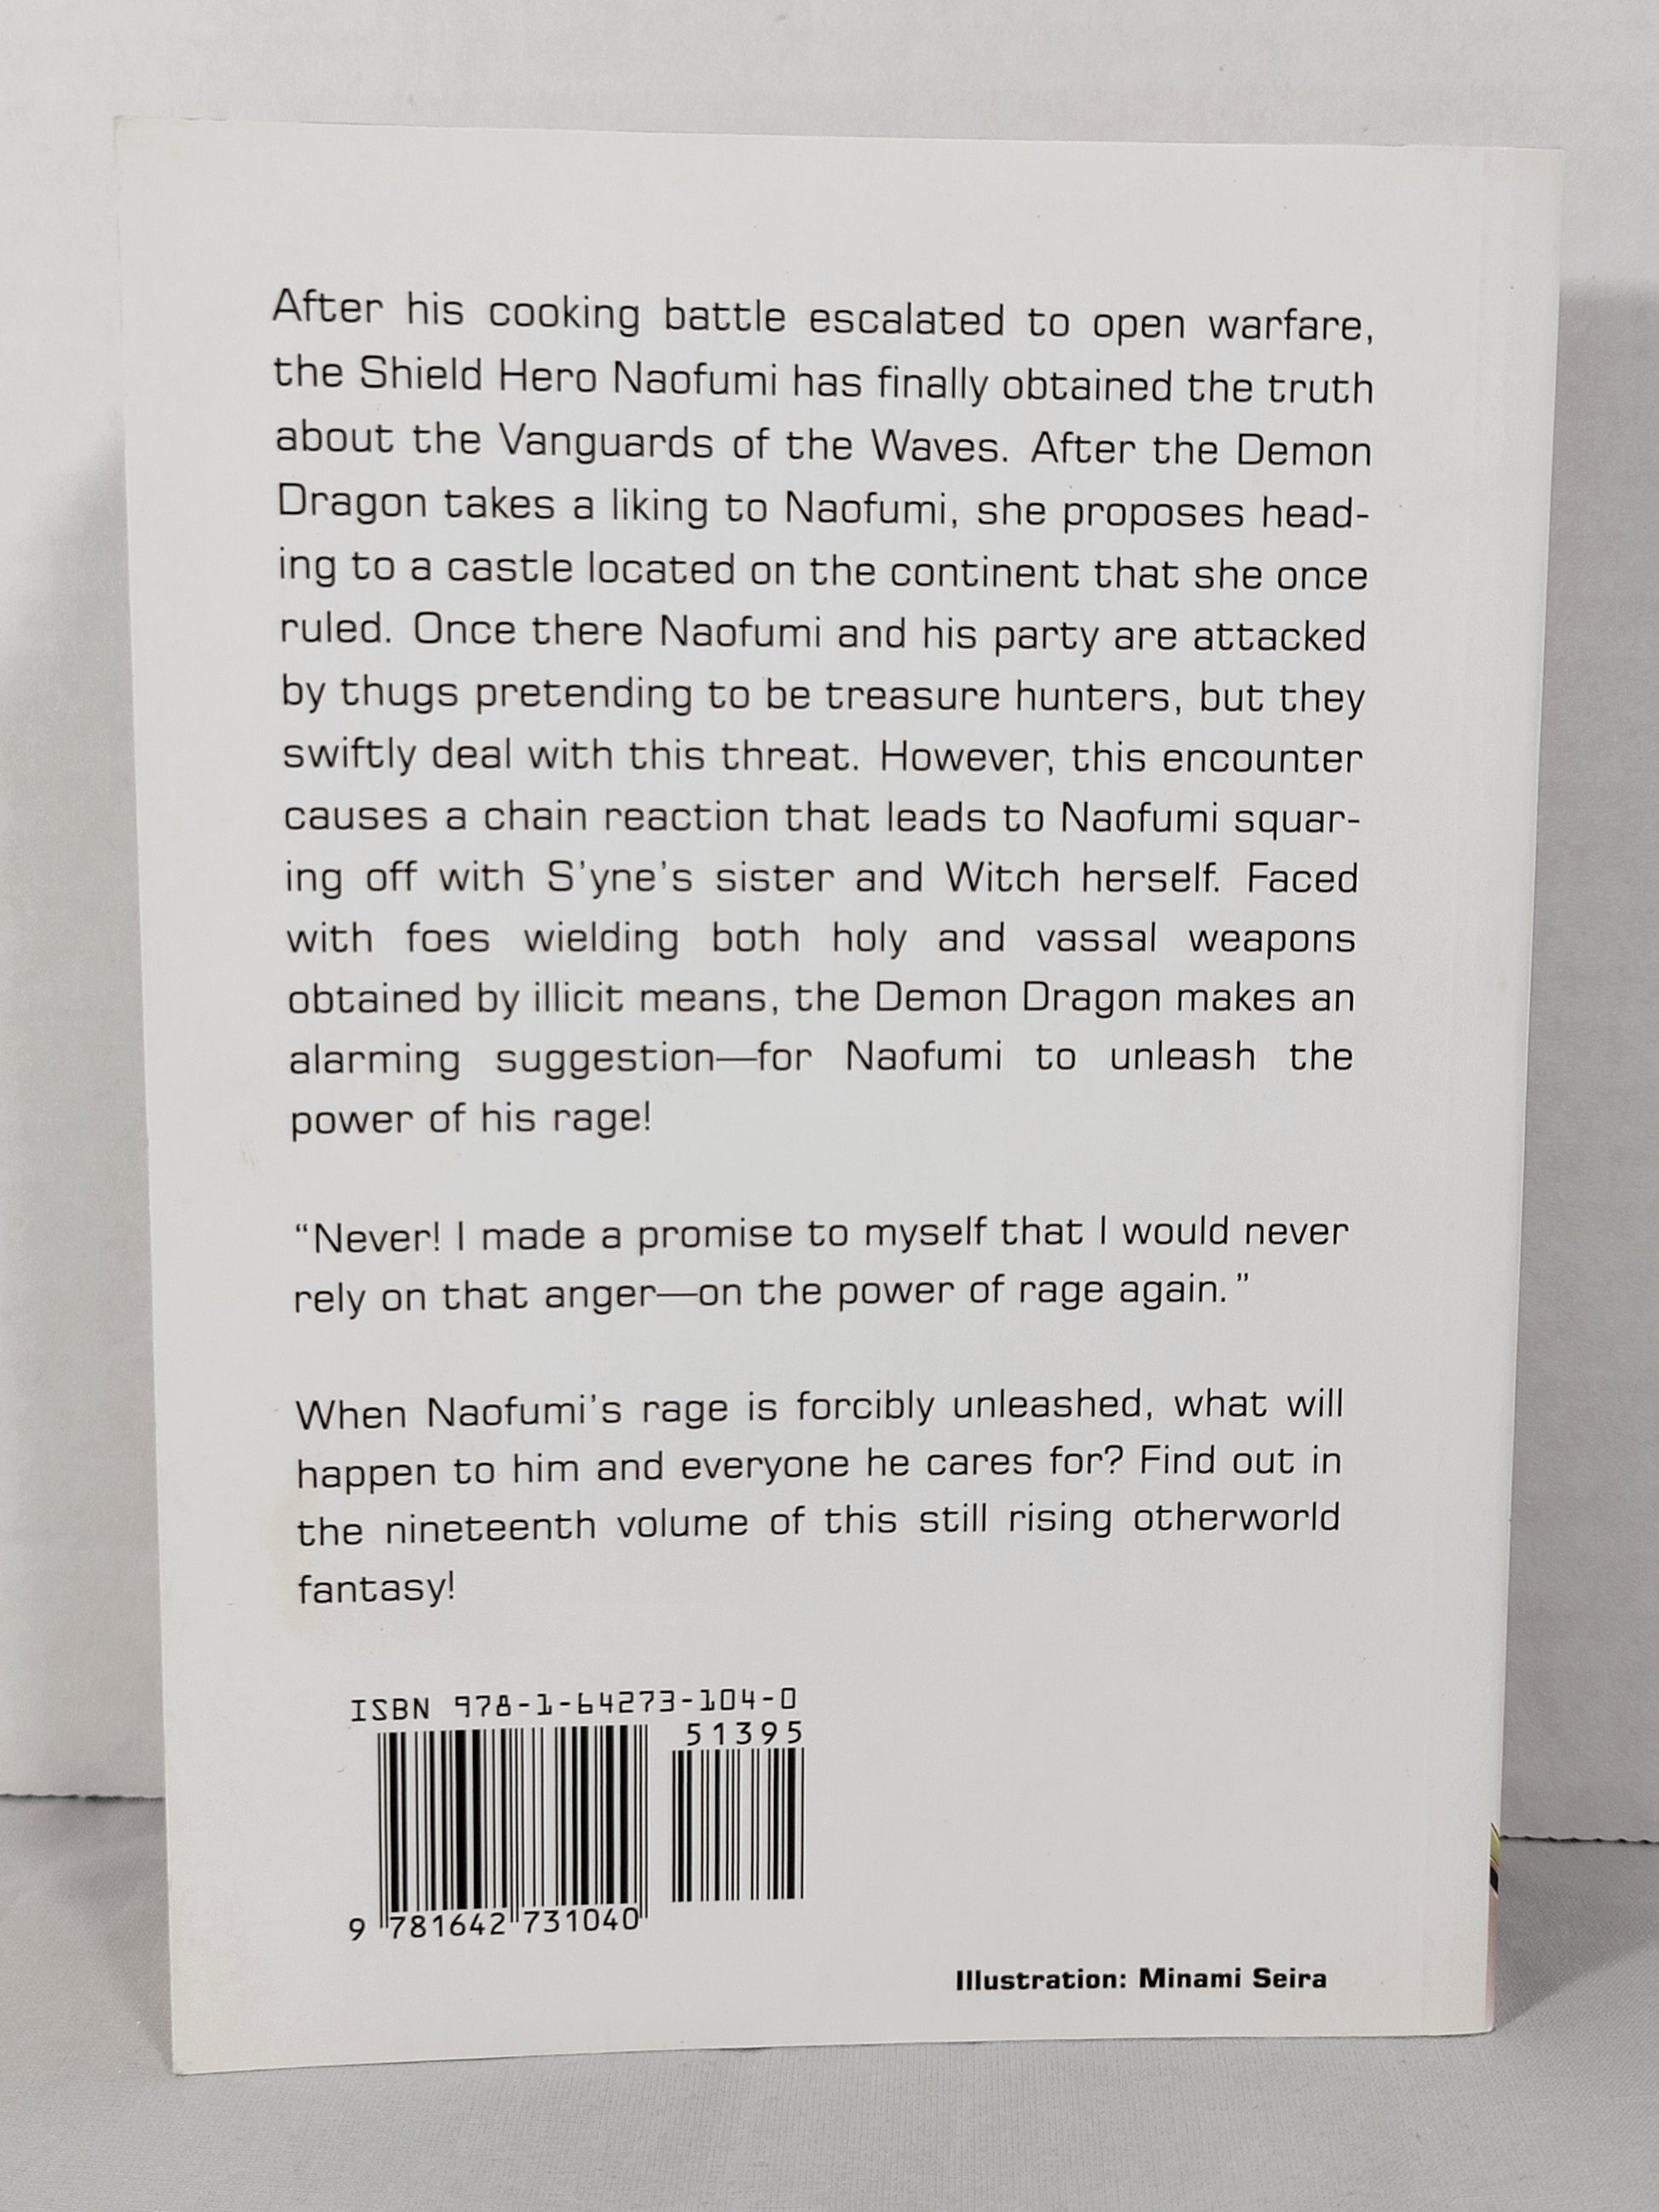 After his cooking battle escalated to open warfare,
the Shield Hero Naofumi has finally obtained the truth
about the Vanguards of the Waves. After the Demon
Dragon takes a liking to Naofumi, she proposes head-
ing to a castle located on the continent that she once
ruled. Once there Naofumi and his party are attacked
by thugs pretending to be treasure hunters, but they
swiftly deal with this threat. However, this encounter
causes a chain reaction that leads to Naofumi squar-
ing off with S'yne's sister and Witch herself. Faced
with foes wielding both holy and vassal weapons
obtained by illicit means, the Demon Dragon makes an
alarming suggestion—for Naofumi to unleash the
power of his rage!
“Never! I made a promise to myself that I would never
rely on that anger—on the power of rage again.”
When Naofumi's rage is forcibly unleashed, what will
happen to him and everyone he cares for? Find out in
the nineteenth volume of this still rising otherworld
fantasy!
ISBN 978-1-64273-104-0
51395
9 781642 731040
Illustration: Minami Seira